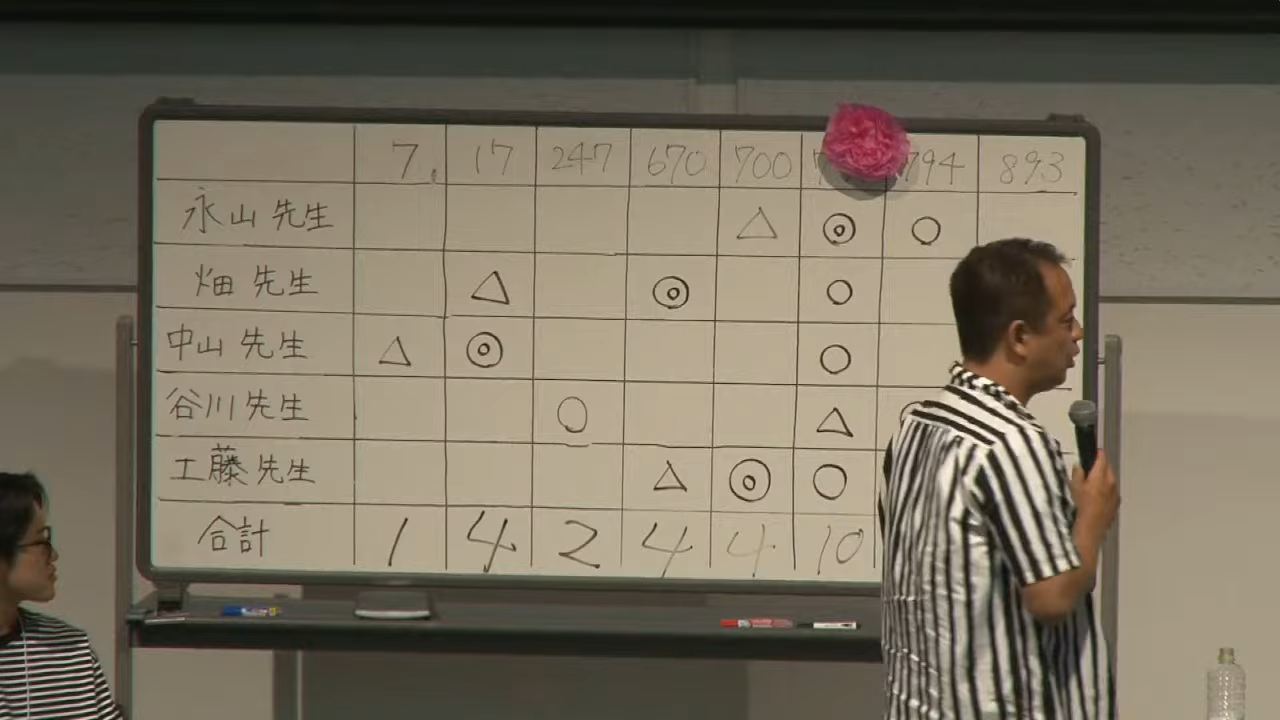 7. 17 247 670 700 794 893
永山先生 △ ◎ ○
畑先生 △ ◎ ○
中山先生 △ ◎ ○
谷川先生 ○ △
工藤先生 △ ◎ ○
合計 1 4 2 4 4 10